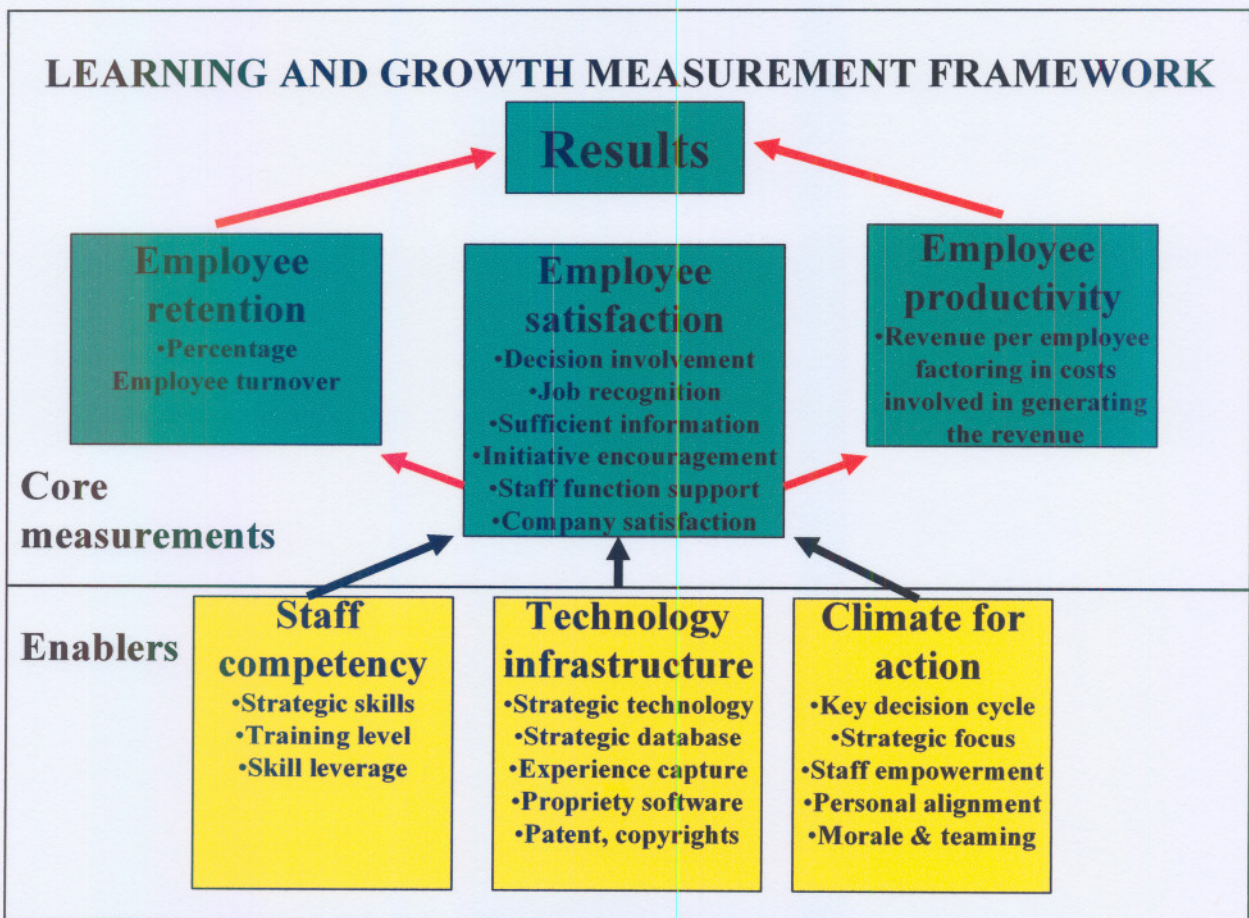 LEARNING AND GROWTH MEASUREMENT FRAMEWORK
Results
Employee
retention
•Percentage
Employee turnover
Employee
satisfaction
•Decision involvement
•Job recognition
•Sufficient information
•Initiative encouragement
•Staff function support
•Company satisfaction
Employee
productivity
•Revenue per employee
factoring in costs
involved in generating
the revenue
Core
measurements
Enablers
Staff
competency
•Strategic skills
•Training level
•Skill leverage
Technology
infrastructure
•Strategic technology
•Strategic database
•Experience capture
•Propriety software
•Patent, copyrights
Climate for
action
•Key decision cycle
•Strategic focus
•Staff empowerment
•Personal alignment
•Morale & teaming